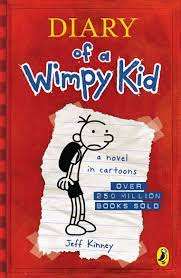 DIARY
of a
Wimpy Kid
a novel
in cartoons
OVER
250 MILLION
BOOKS SOLD
Jeff Kinney